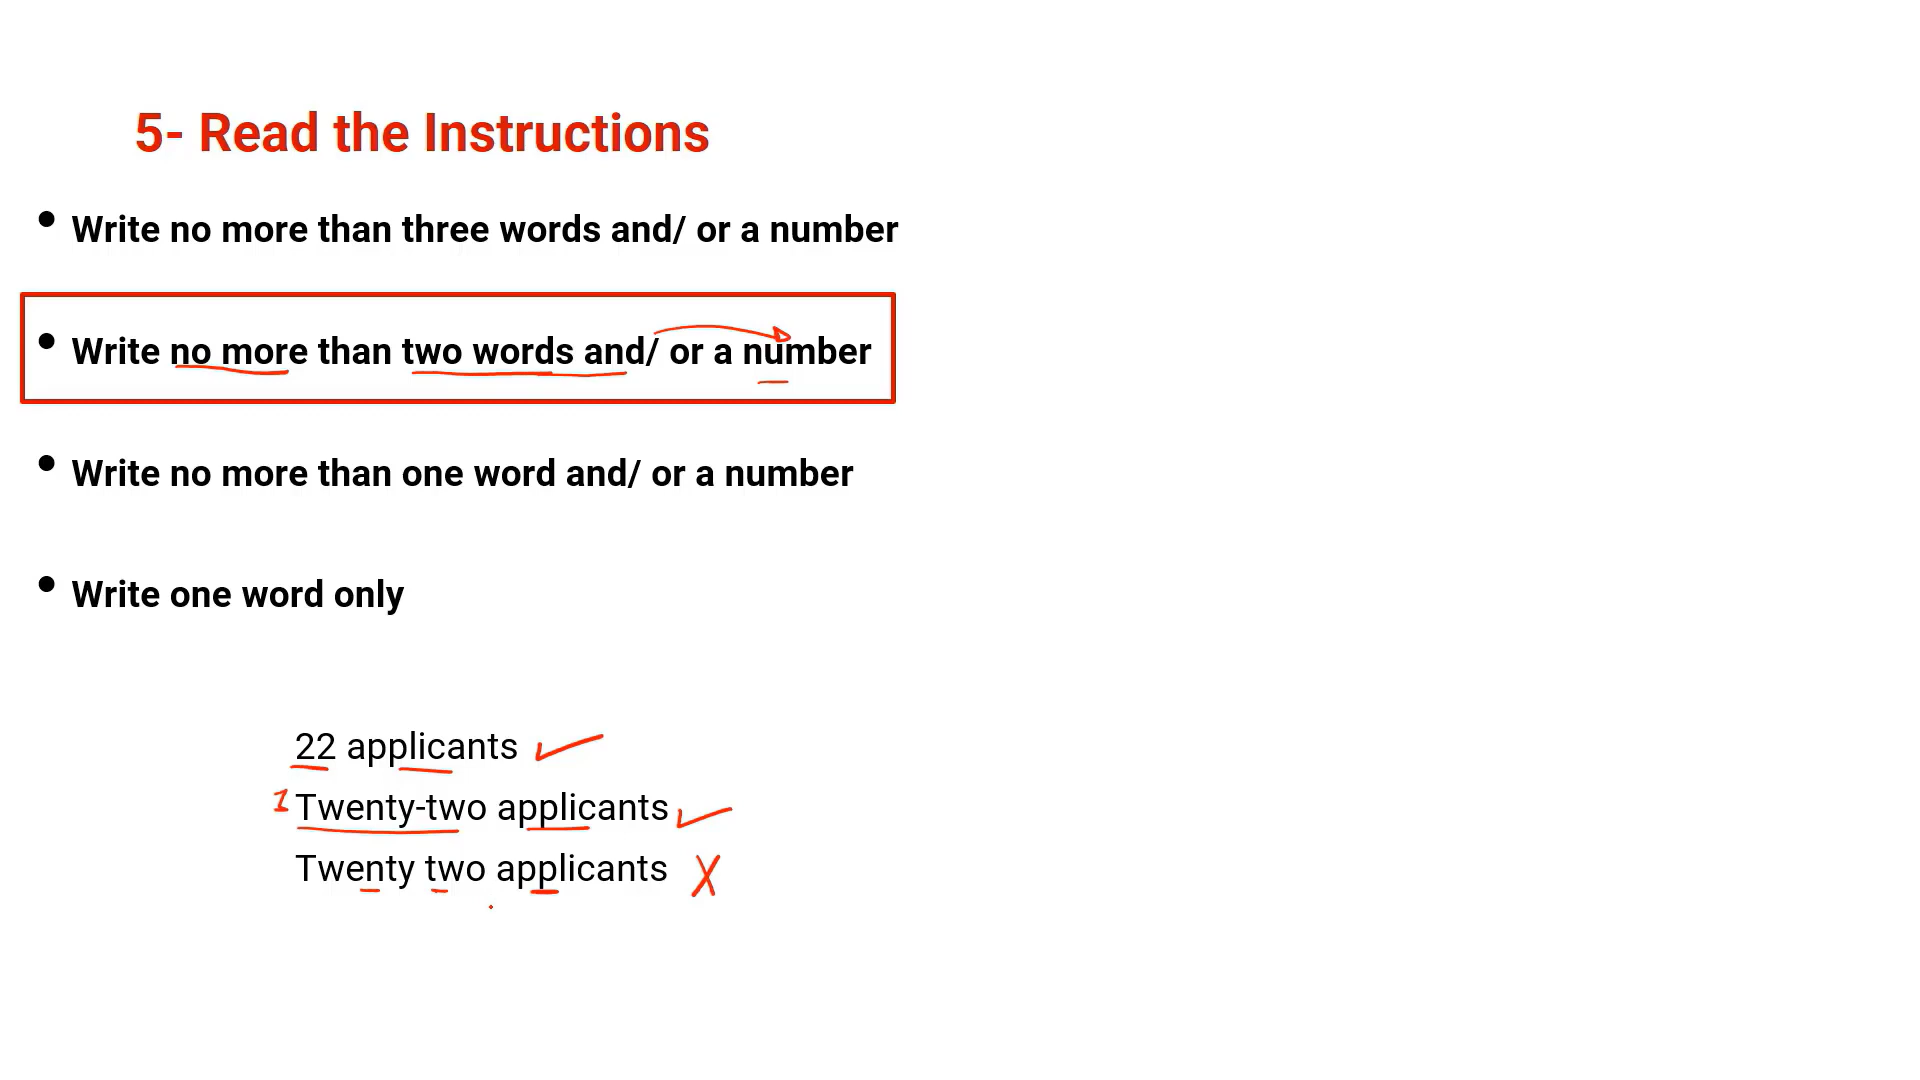 5- Read the Instructions
• Write no more than three words and/ or a number
• Write no more than two words and/ or a number
• Write no more than one word and/ or a number
• Write one word only
22 applicants ✓
1 Twenty-two applicants ✓
Twenty two applicants X